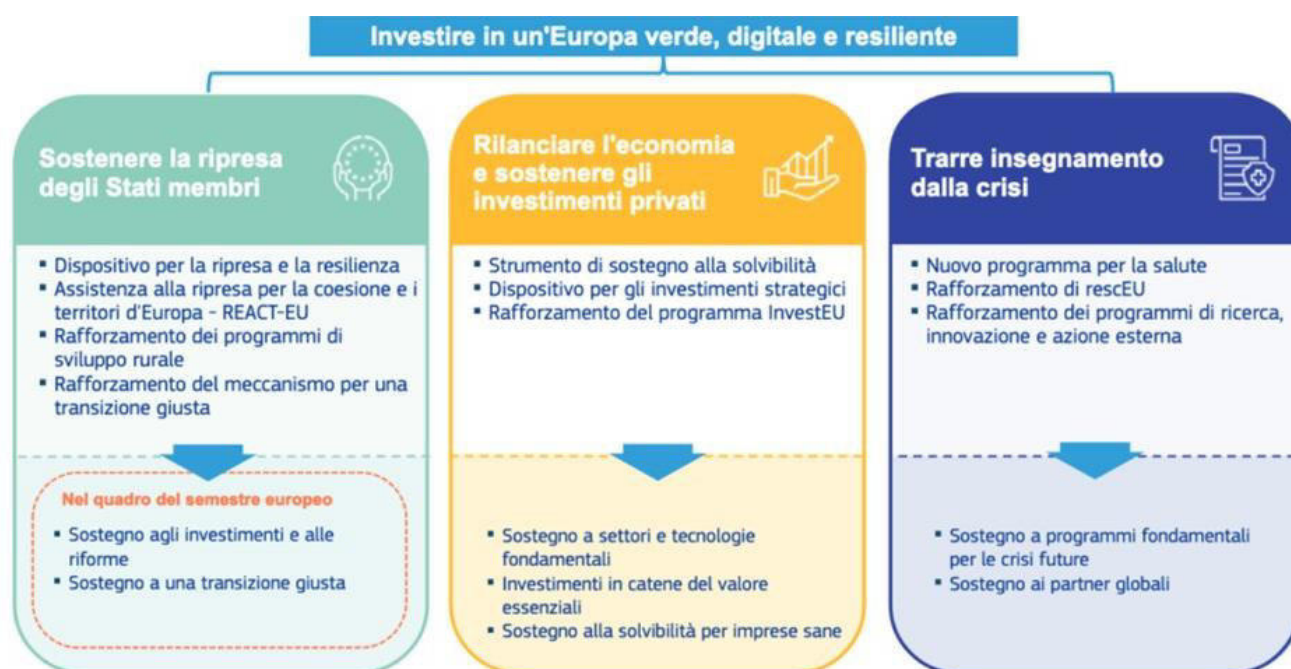 Investire in un'Europa verde, digitale e resiliente
Sostenere la ripresa
degli Stati membri
▪ Dispositivo per la ripresa e la resilienza
▪ Assistenza alla ripresa per la coesione e i
territori d'Europa – REACT-EU
▪ Rafforzamento dei programmi di
sviluppo rurale
▪ Rafforzamento del meccanismo per una
transizione giusta
Nel quadro del semestre europeo
▪ Sostegno agli investimenti e alle
riforme
▪ Sostegno a una transizione giusta
Rilanciare l'economia
e sostenere gli
investimenti privati
▪ Strumento di sostegno alla solvibilità
▪ Dispositivo per gli investimenti strategici
▪ Rafforzamento del programma InvestEU
▪ Sostegno a settori e tecnologie
fondamentali
▪ Investimenti in catene del valore
essenziali
▪ Sostegno alla solvibilità per imprese sane
Trarre insegnamento
dalla crisi
▪ Nuovo programma per la salute
▪ Rafforzamento di rescEU
▪ Rafforzamento dei programmi di ricerca,
innovazione e azione esterna
▪ Sostegno a programmi fondamentali
per le crisi future
▪ Sostegno ai partner globali